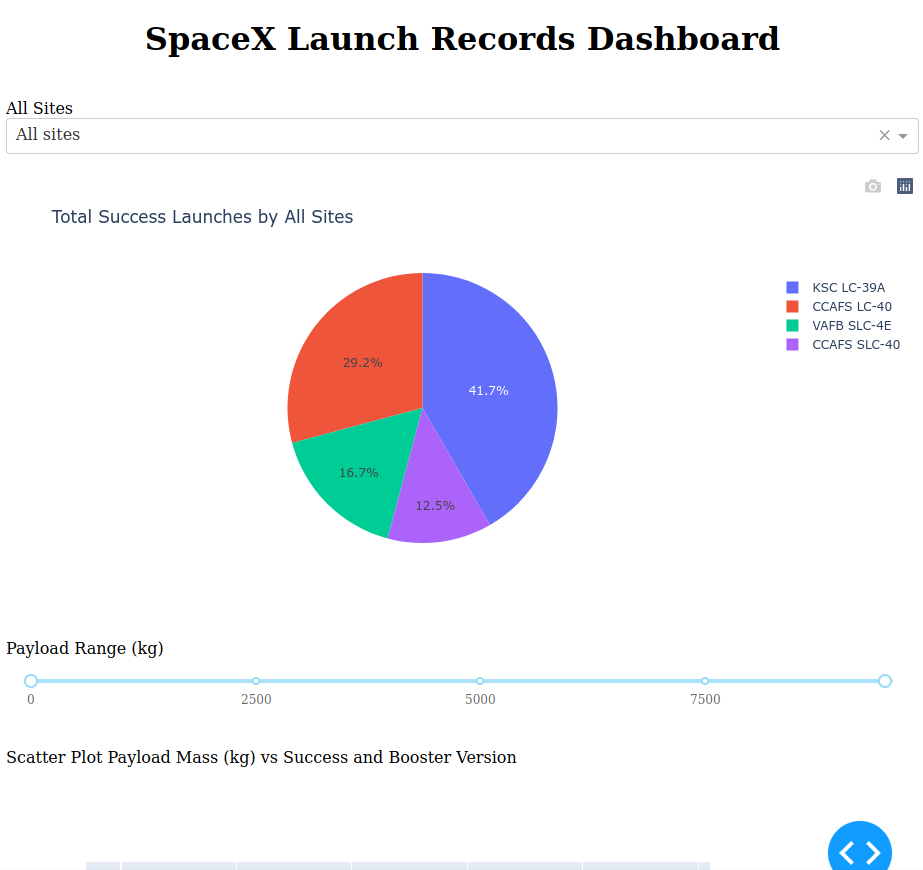 SpaceX Launch Records Dashboard
All Sites
All sites
Total Success Launches by All Sites
KSC LC-39A
CCAFS LC-40
VAFB SLC-4E
CCAFS SLC-40
29.2%
41.7%
16.7%
12.5%
Payload Range (kg)
0 2500 5000 7500
Scatter Plot Payload Mass (kg) vs Success and Booster Version